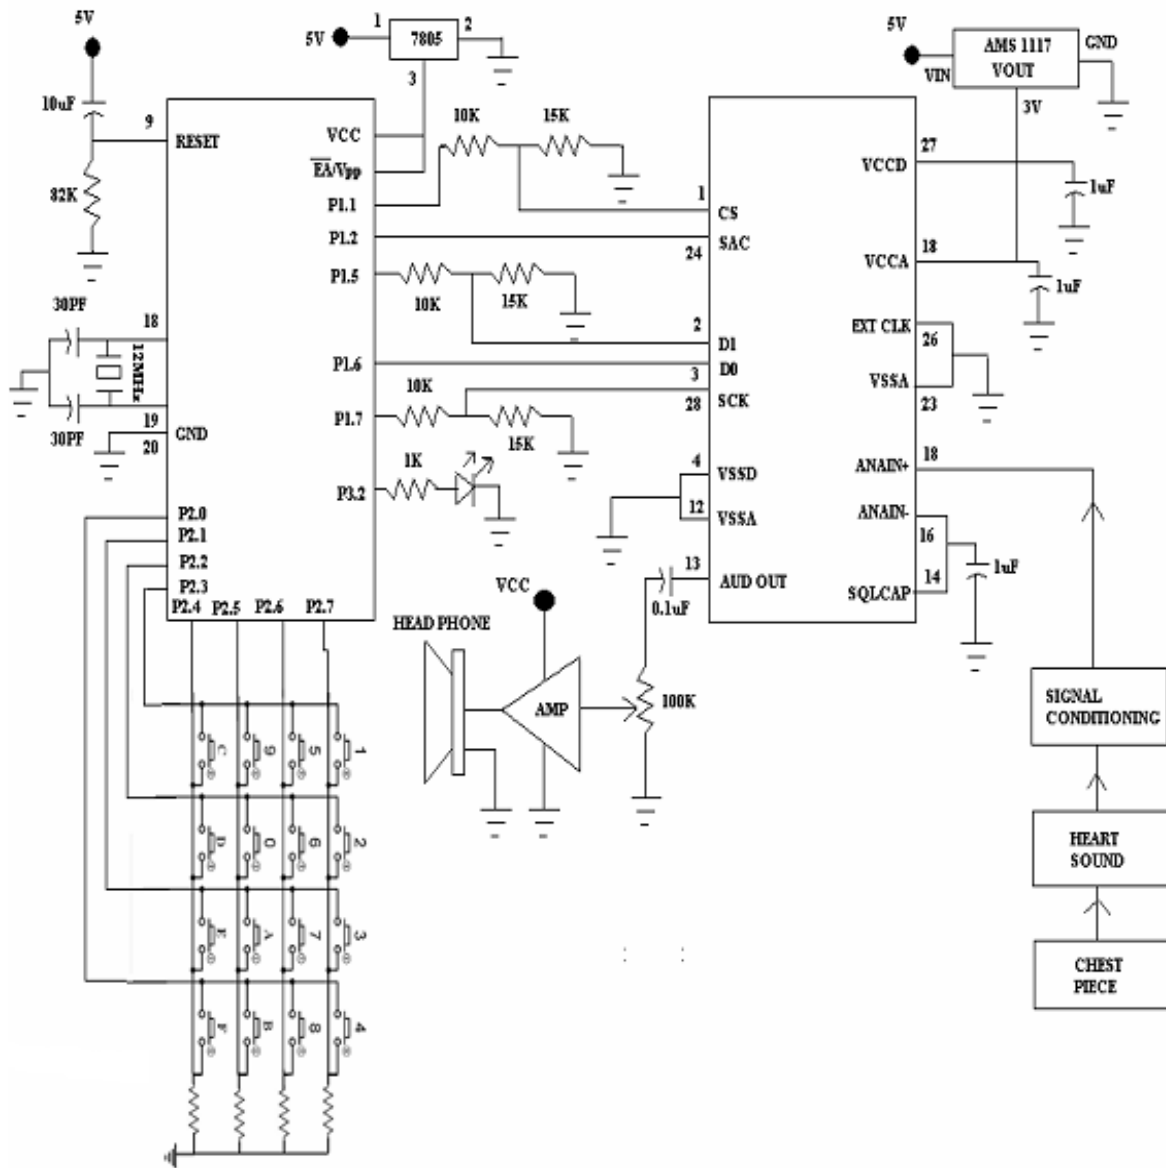 5V
10uF
82K
9
RESET
5V
1
7805
2
3
VCC
EA/Vpp
P1.1
P1.2
P1.5
P1.6
P1.7
P3.2
10K
15K
10K
15K
10K
15K
1K
30PF
18
12MHz
30PF
19
GND
20
P2.0
P2.1
P2.2
P2.3
P2.4
P2.5
P2.6
P2.7
5V
VIN
AMS 1117
VOUT
GND
3V
1
CS
SAC
24
2
D1
D0
3
SCK
28
4
VSSD
12
VSSA
13
AUD OUT
27
VCCD
1uF
18
VCCA
1uF
EXT CLK
26
VSSA
23
ANAIN+
18
ANAIN-
16
14
SQLCAP
1uF
0.1uF
VCC
HEAD PHONE
AMP
100K
SIGNAL
CONDITIONING
HEART
SOUND
CHEST
PIECE
C
9
5
1
D
0
6
2
E
A
7
3
F
B
8
4